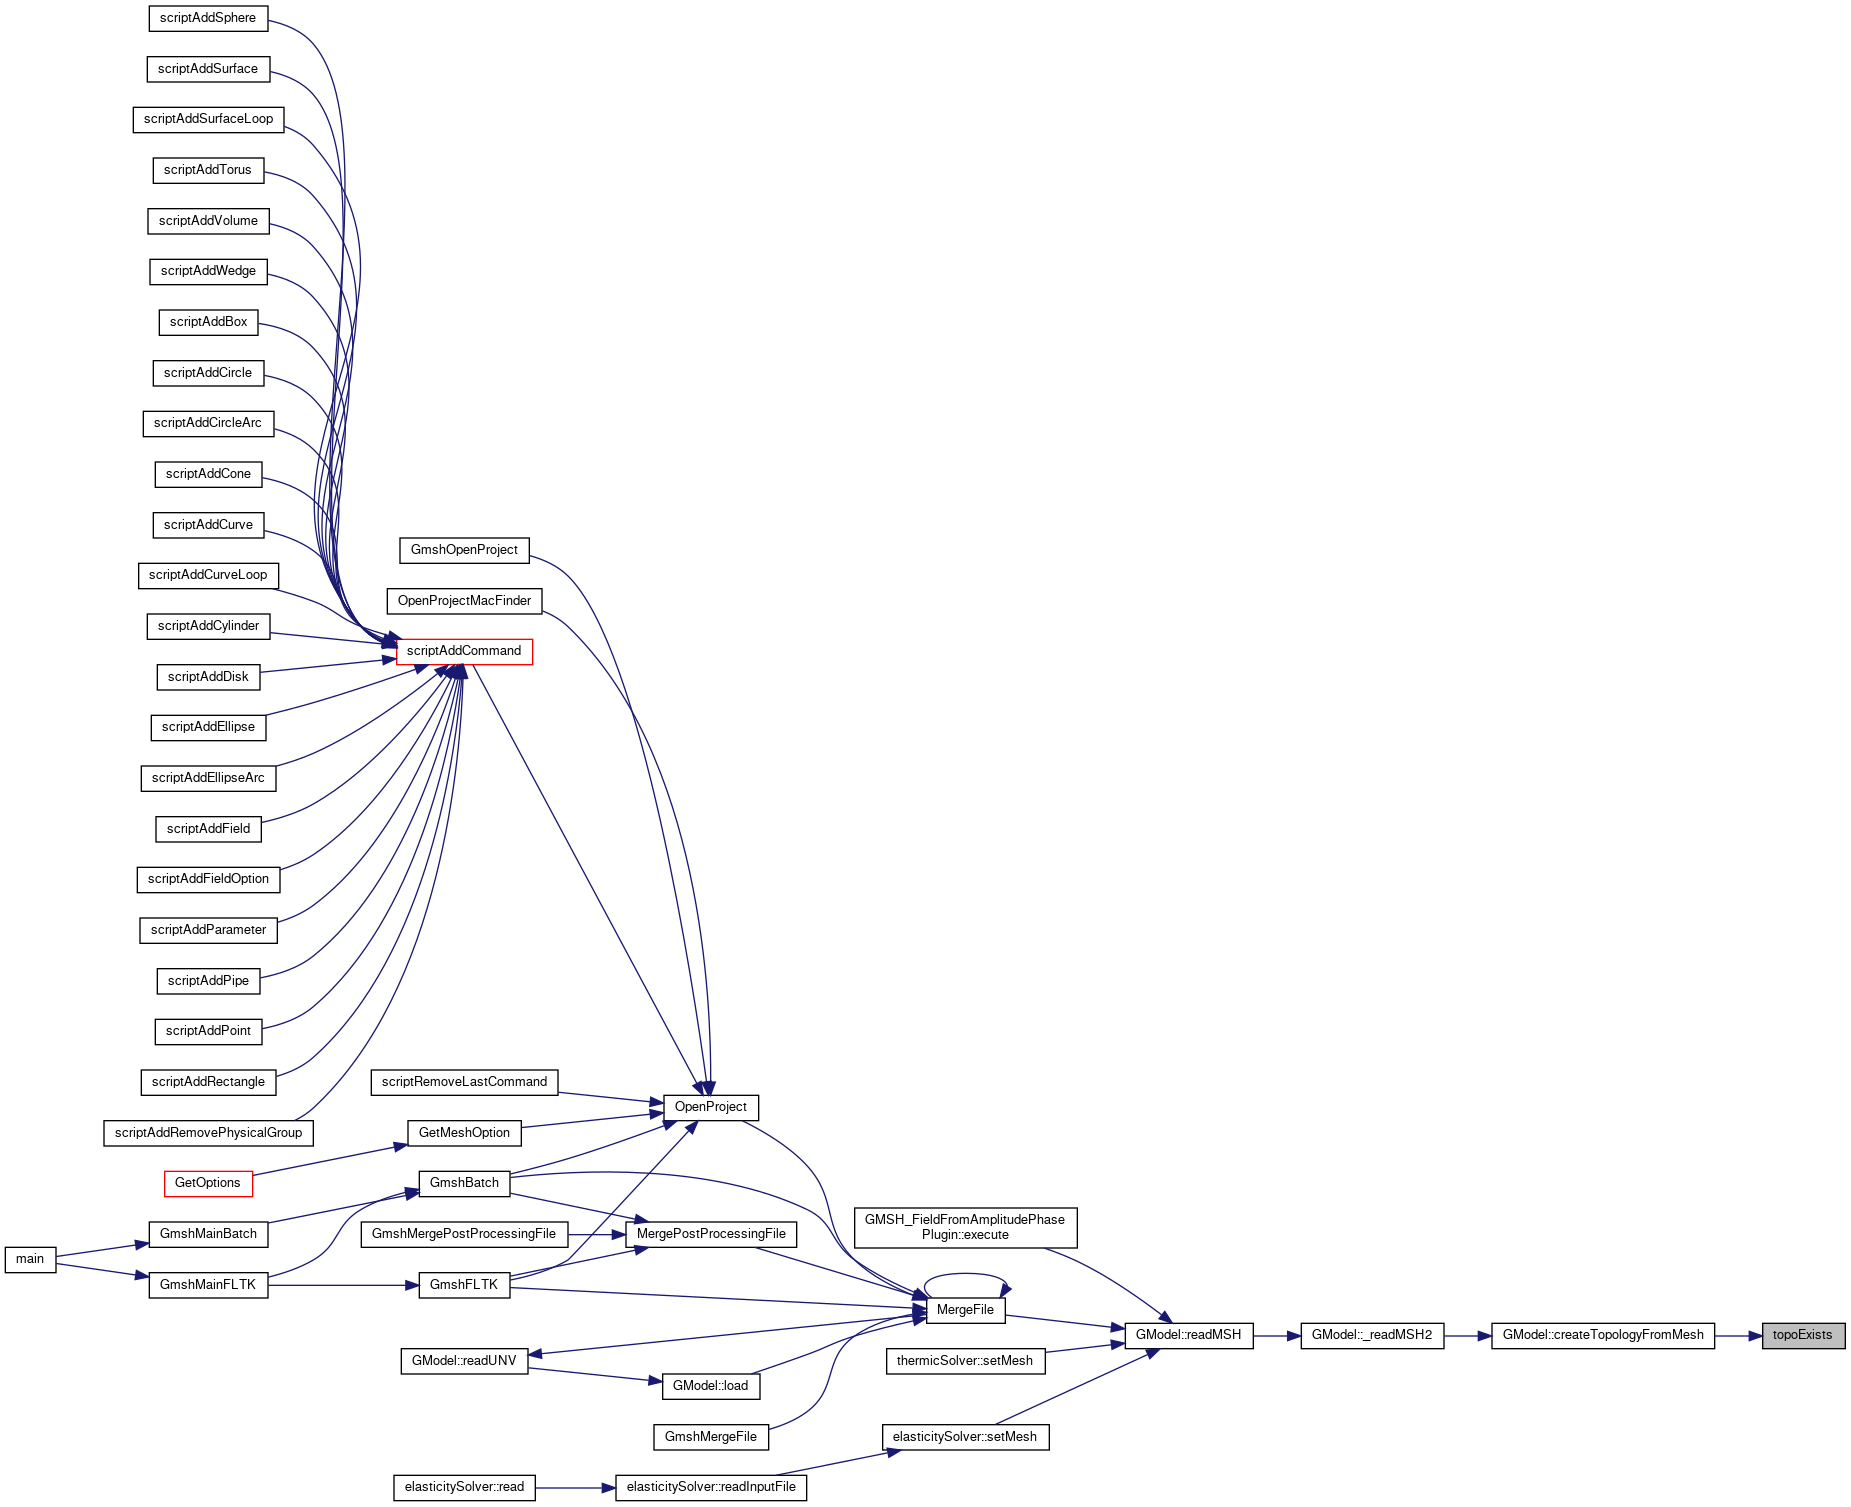 scriptAddSphere
scriptAddSurface
scriptAddSurfaceLoop
scriptAddTorus
scriptAddVolume
scriptAddWedge
scriptAddBox
scriptAddCircle
scriptAddCircleArc
scriptAddCone
scriptAddCurve
GmshOpenProject
scriptAddCurveLoop
OpenProjectMacFinder
scriptAddCylinder
scriptAddCommand
scriptAddDisk
scriptAddEllipse
scriptAddEllipseArc
scriptAddField
scriptAddFieldOption
scriptAddParameter
scriptAddPipe
scriptAddPoint
scriptAddRectangle
scriptRemoveLastCommand
OpenProject
scriptAddRemovePhysicalGroup
GetMeshOption
GetOptions
GmshBatch
GMSH_FieldFromAmplitudePhase
Plugin::execute
GmshMainBatch
GmshMergePostProcessingFile
MergePostProcessingFile
main
GmshMainFLTK
GmshFLTK
MergeFile
GModel::readMSH
GModel::_readMSH2
GModel::createTopologyFromMesh
topoExists
GModel::readUNV
thermicSolver::setMesh
GModel::load
GmshMergeFile
elasticitySolver::setMesh
elasticitySolver::read
elasticitySolver::readInputFile